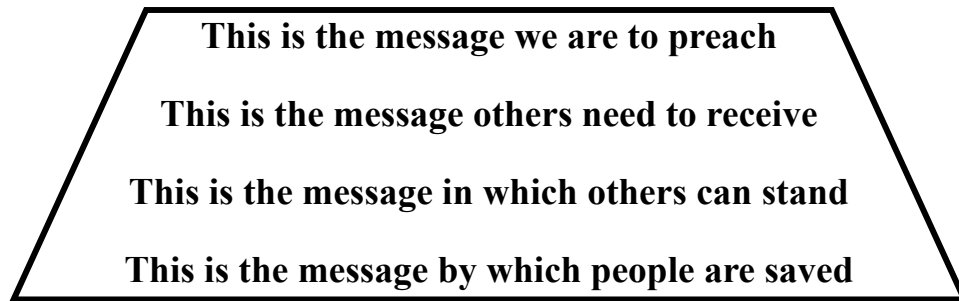 This is the message we are to preach
This is the message others need to receive
This is the message in which others can stand
This is the message by which people are saved